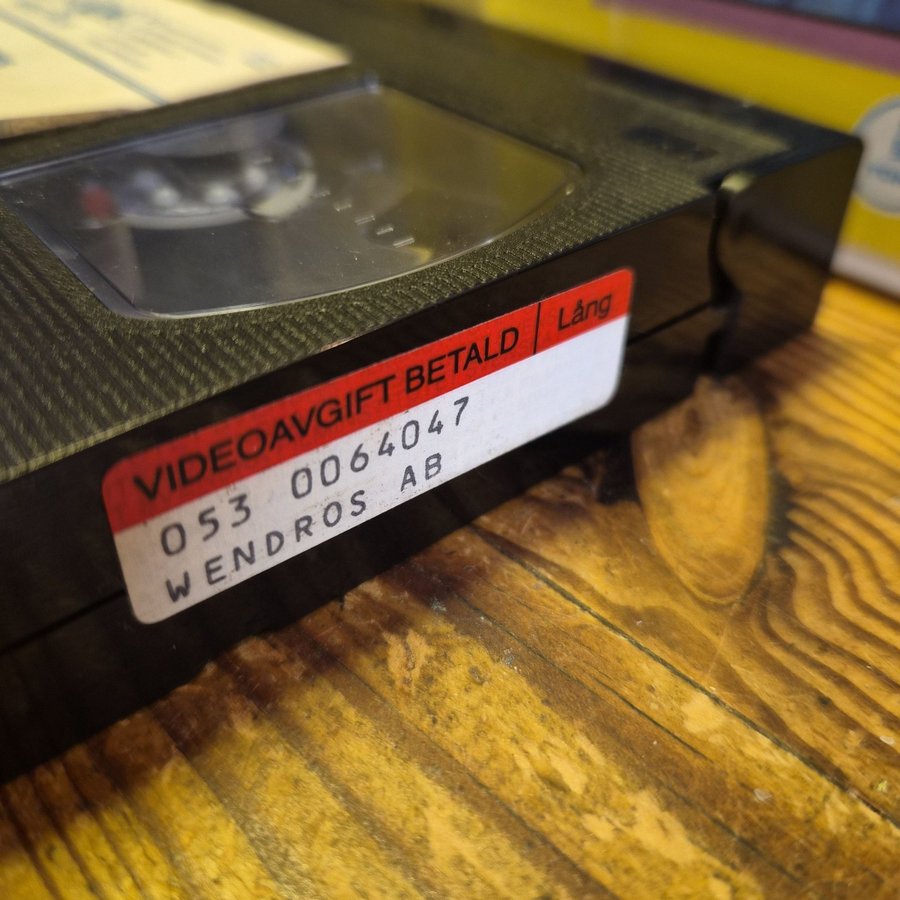 VIDEOAVGIFT BETALD | Lång
053 0064047
WENDROS AB